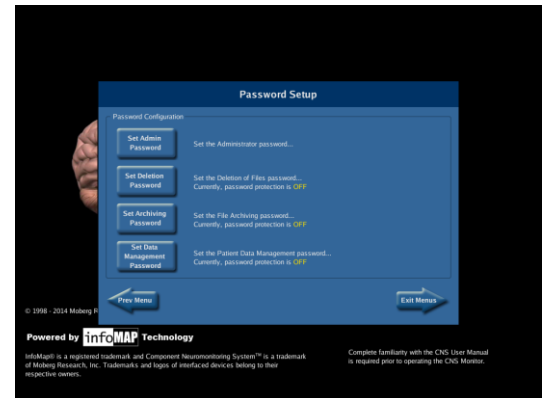 Password Setup
Password Configuration
Set Admin
Password
Set the Administrator password...
Set Deletion
Password
Set the Deletion of Files password...
Currently, password protection is OFF
Set Archiving
Password
Set the File Archiving password...
Currently, password protection is OFF
Set Data
Management
Password
Set the Patient Data Management password...
Currently, password protection is OFF
Prev Menu
Exit Menus
© 1998 - 2014 Moberg R
Powered by infoMAP Technology
InfoMap® is a registered trademark and Component
Neuromonitoring System™ is a trademark
of Moberg Research, Inc. Trademarks and logos of
interfaced devices belong to their
respective owners.
Complete familiarity with the CNS User Manual
is required prior to operating the CNS Monitor.